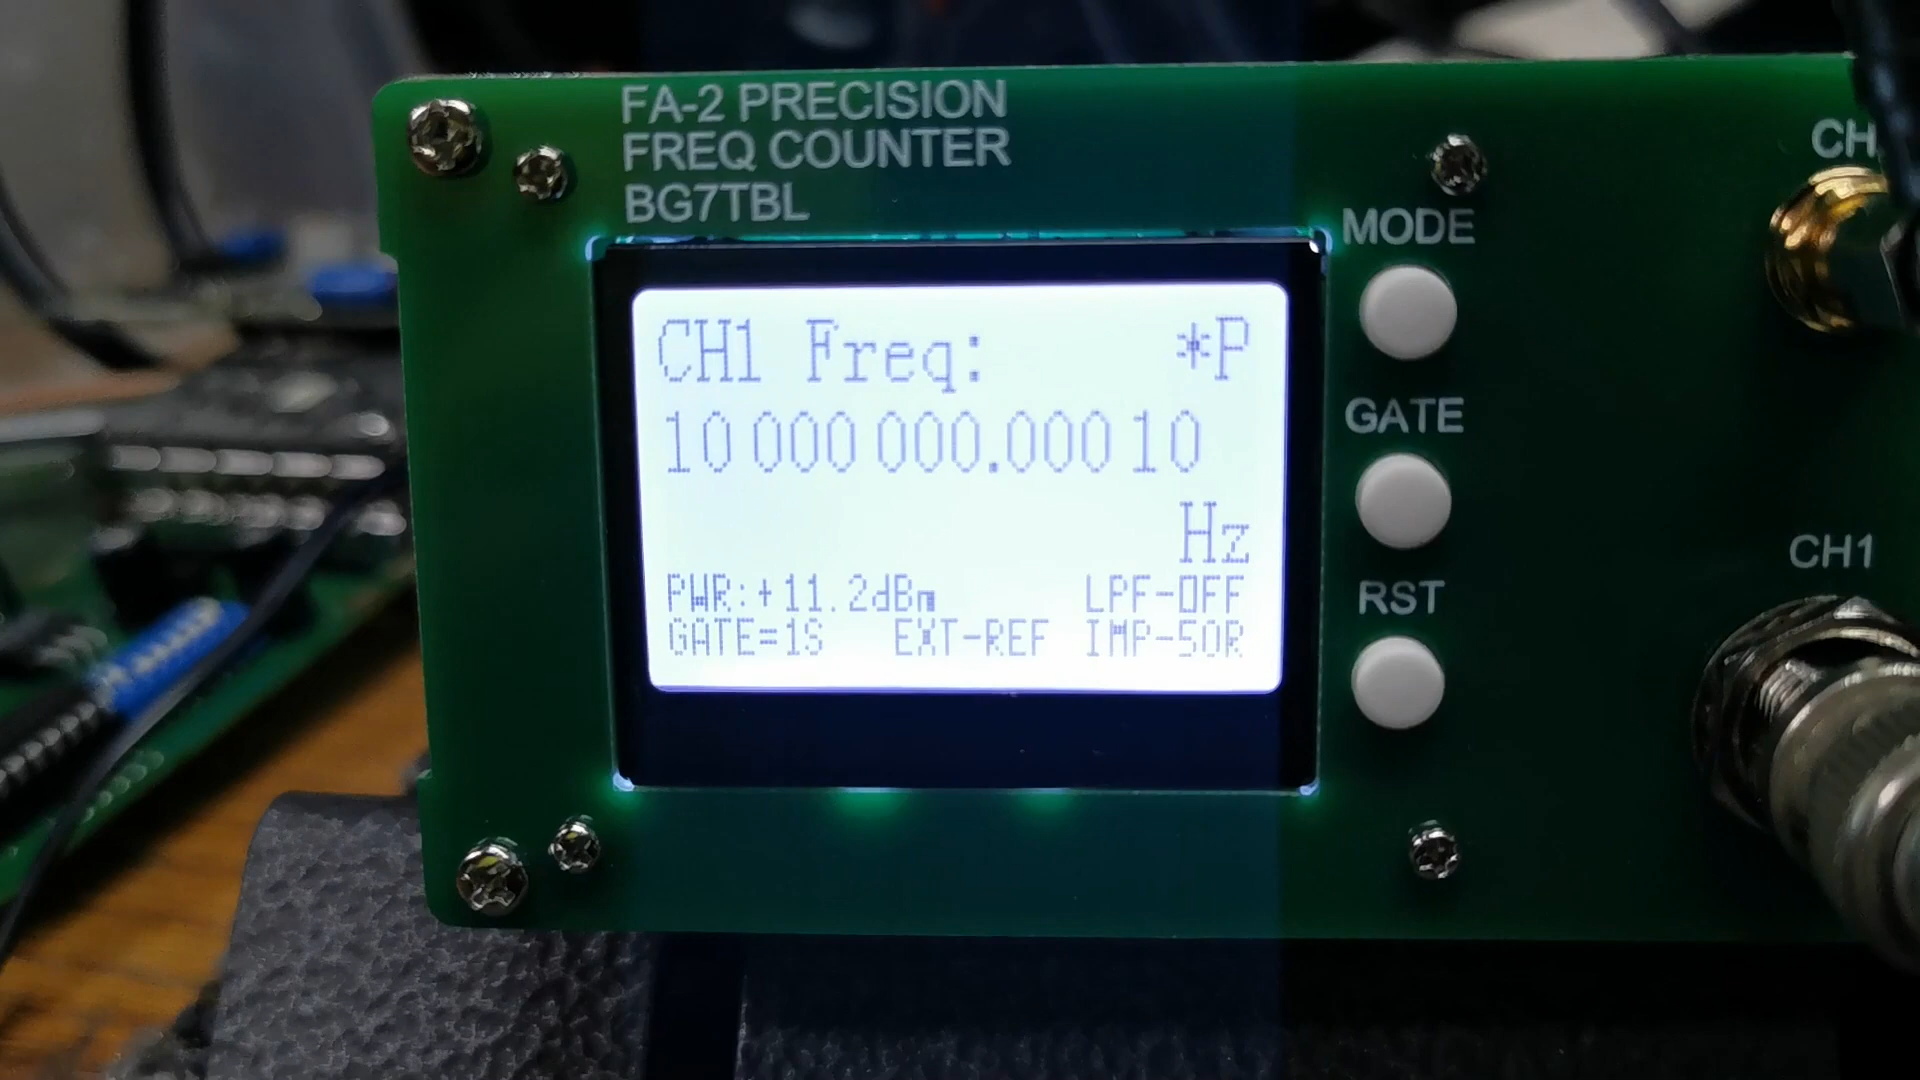 FA-2 PRECISION
FREQ COUNTER
BG7TBL
MODE
GATE
RST
CH1
CH1 Freq: *P
10 000 000.000 10
Hz
PWR:+11.2dBm LPF-OFF
GATE=1S EXT-REF IMP-50R